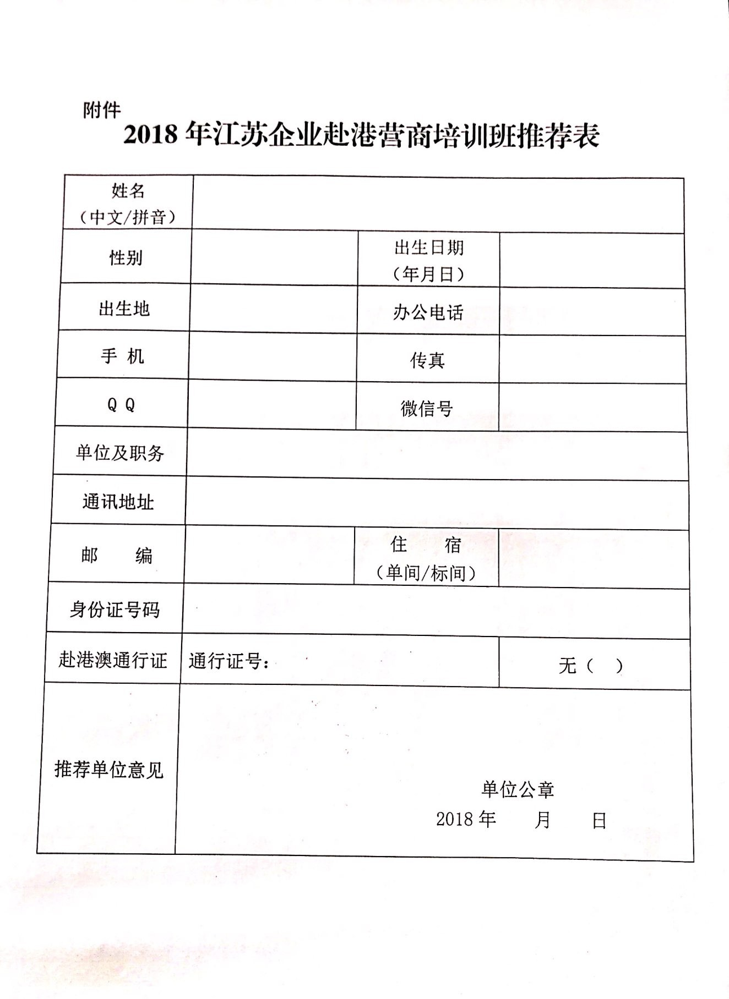 附件
2018 年江苏企业赴港营商培训班推荐表
姓名
（中文/拼音）
性别
出生日期
（年月日）
出生地
办公电话
手 机
传真
Q Q
微信号
单位及职务
通讯地址
邮 编
住 宿
（单间/标间）
身份证号码
赴港澳通行证
通行证号：
无（ ）
推荐单位意见
单位公章
2018 年 月 日